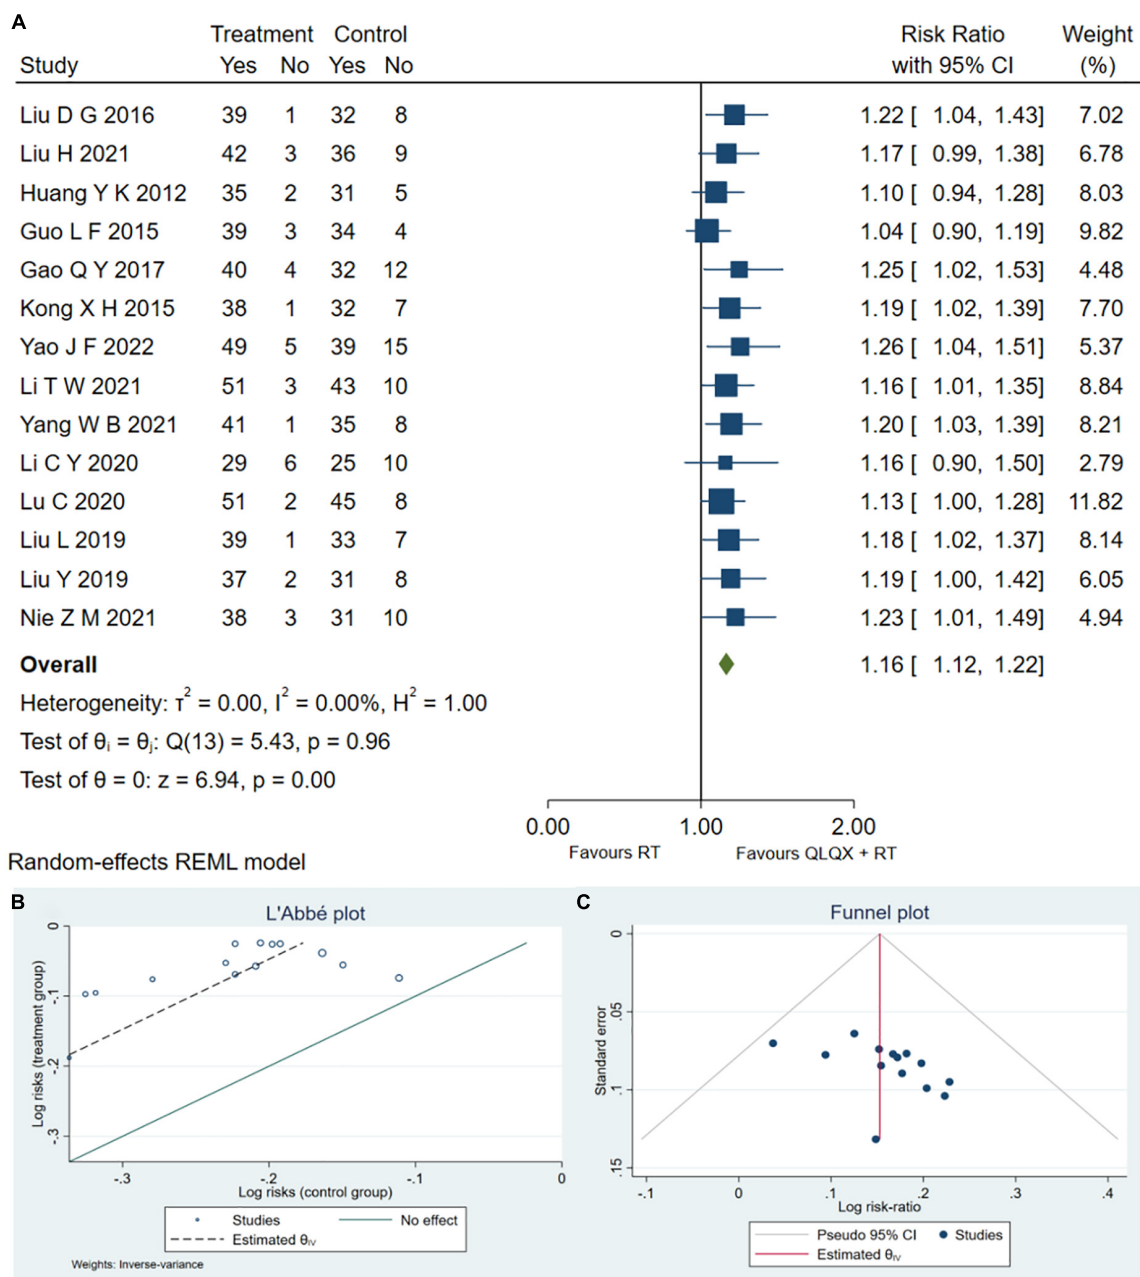 A
Treatment Control Risk Ratio Weight
Study Yes No Yes No with 95% CI (%)
Liu D G 2016 39 1 32 8 1.22 [ 1.04, 1.43] 7.02
Liu H 2021 42 3 36 9 1.17 [ 0.99, 1.38] 6.78
Huang Y K 2012 35 2 31 5 1.10 [ 0.94, 1.28] 8.03
Guo L F 2015 39 3 34 4 1.04 [ 0.90, 1.19] 9.82
Gao Q Y 2017 40 4 32 12 1.25 [ 1.02, 1.53] 4.48
Kong X H 2015 38 1 32 7 1.19 [ 1.02, 1.39] 7.70
Yao J F 2022 49 5 39 15 1.26 [ 1.04, 1.51] 5.37
Li T W 2021 51 3 43 10 1.16 [ 1.01, 1.35] 8.84
Yang W B 2021 41 1 35 8 1.20 [ 1.03, 1.39] 8.21
Li C Y 2020 29 6 25 10 1.16 [ 0.90, 1.50] 2.79
Lu C 2020 51 2 45 8 1.13 [ 1.00, 1.28] 11.82
Liu L 2019 39 1 33 7 1.18 [ 1.02, 1.37] 8.14
Liu Y 2019 37 2 31 8 1.19 [ 1.00, 1.42] 6.05
Nie Z M 2021 38 3 31 10 1.23 [ 1.01, 1.49] 4.94
Overall 1.16 [ 1.12, 1.22]
Heterogeneity: τ² = 0.00, I² = 0.00%, H² = 1.00
Test of θᵢ = θⱼ: Q(13) = 5.43, p = 0.96
Test of θ = 0: z = 6.94, p = 0.00
0.00 1.00 2.00
Favours RT Favours QLQX + RT
Random-effects REML model
B
L'Abbé plot
Log risks (treatment group)
0
-.1
-.2
-.3
-.3 -.2 -.1 0
Log risks (control group)
Studies No effect
Estimated θIV
Weights: Inverse-variance
C
Funnel plot
Standard error
0
.05
.1
.15
-.1 0 .1 .2 .3 .4
Log risk-ratio
Pseudo 95% CI Studies
Estimated θIV